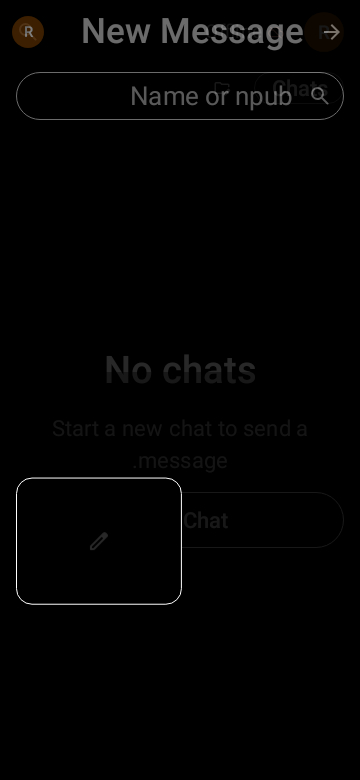 R
New Message
Chats
Name or npub
No chats
Start a new chat to send a
.message
Chat